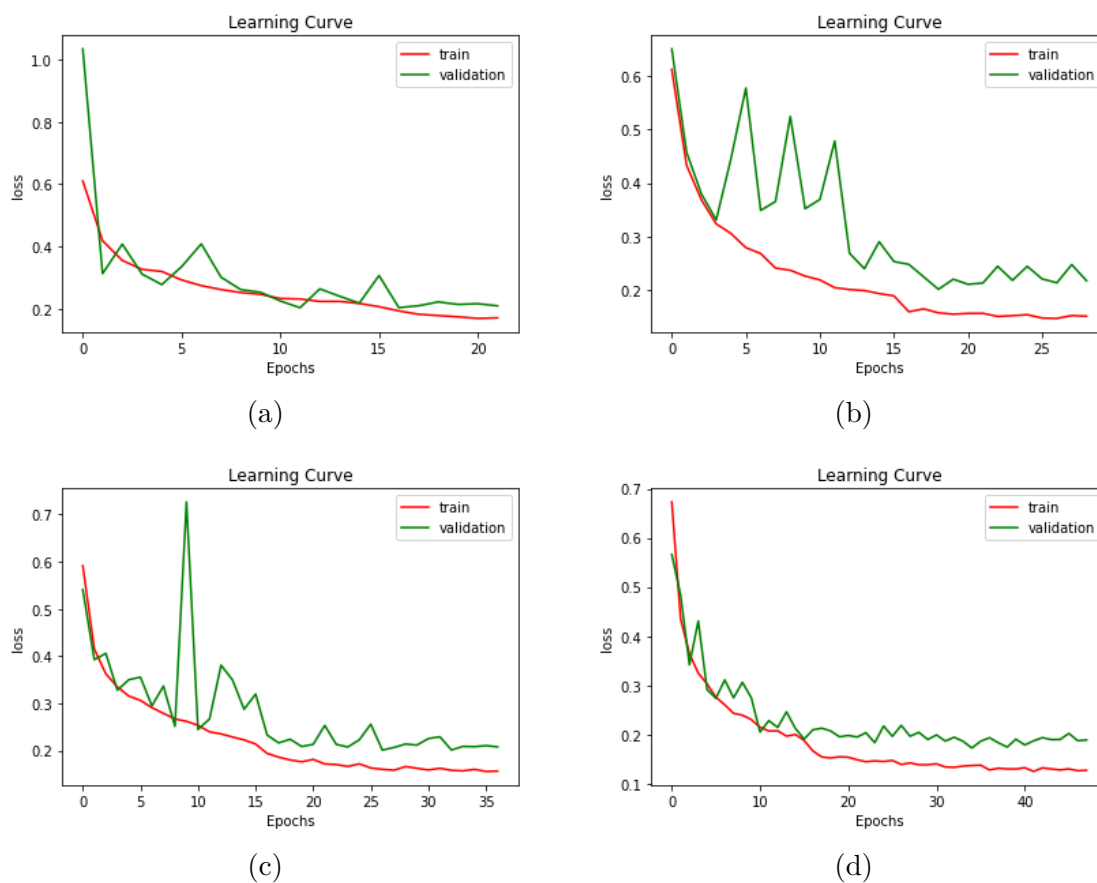 Learning Curve
train
validation
loss
1.0
0.8
0.6
0.4
0.2
0 5 10 15 20
Epochs
(a)
Learning Curve
train
validation
loss
0.6
0.5
0.4
0.3
0.2
0 5 10 15 20 25
Epochs
(b)
Learning Curve
train
validation
loss
0.7
0.6
0.5
0.4
0.3
0.2
0 5 10 15 20 25 30 35
Epochs
(c)
Learning Curve
train
validation
loss
0.7
0.6
0.5
0.4
0.3
0.2
0.1
0 10 20 30 40
Epochs
(d)